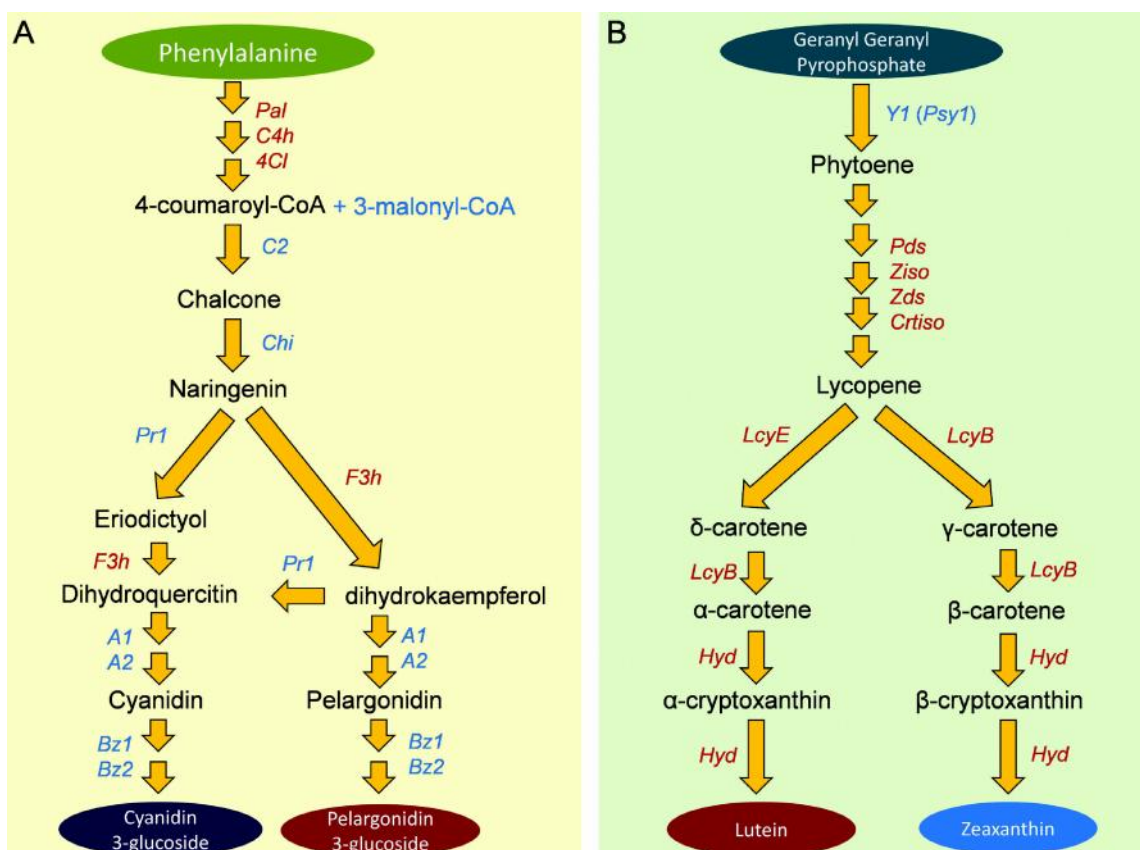 A
Phenylalanine
Pal
C4h
4Cl
4-coumaroyl-CoA + 3-malonyl-CoA
C2
Chalcone
Chi
Naringenin
Pr1
F3h
Eriodictyol
F3h
Pr1
Dihydroquercitin
dihydrokaempferol
A1
A2
A1
A2
Cyanidin
Pelargonidin
Bz1
Bz2
Bz1
Bz2
Cyanidin
3-glucoside
Pelargonidin
3-glucoside
B
Geranyl Geranyl
Pyrophosphate
Y1 (Psy1)
Phytoene
Pds
Ziso
Zds
Crtiso
Lycopene
LcyE
LcyB
δ-carotene
γ-carotene
LcyB
LcyB
α-carotene
β-carotene
Hyd
Hyd
α-cryptoxanthin
β-cryptoxanthin
Hyd
Hyd
Lutein
Zeaxanthin